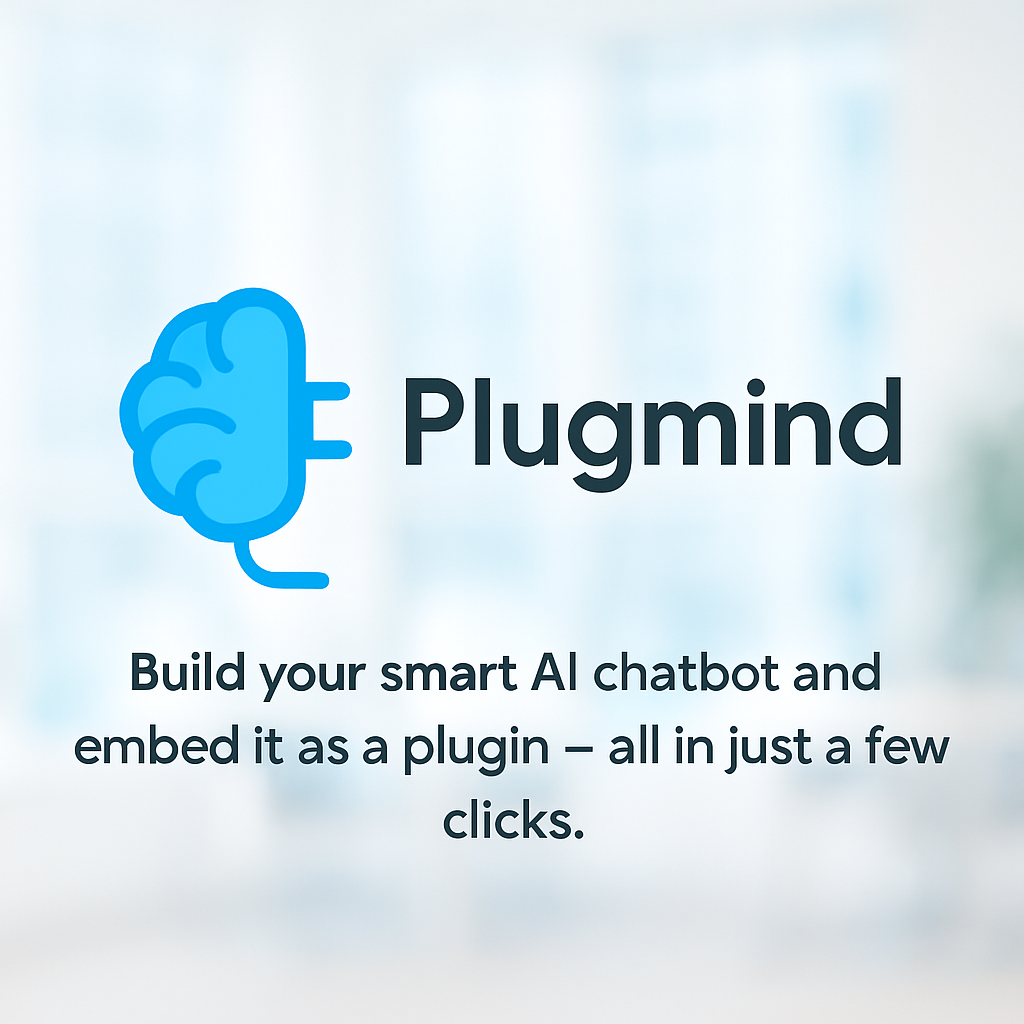 Plugmind
Build your smart AI chatbot and
embed it as a plugin – all in just a few
clicks.